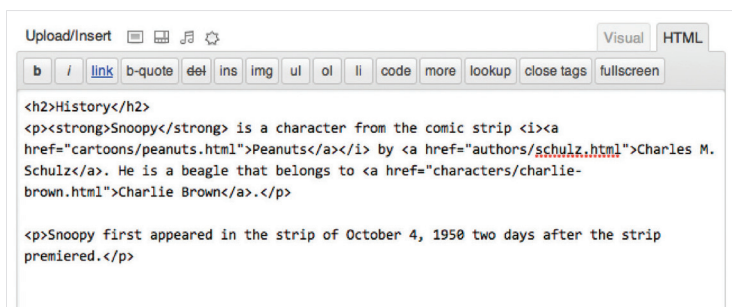 Upload/Insert Visual HTML
b i link b-quote del ins img ul ol li code more lookup close tags fullscreen
<h2>History</h2>
<p><strong>Snoopy</strong> is a character from the comic strip <i><a
href="cartoons/peanuts.html">Peanuts</a></i> by <a href="authors/schulz.html">Charles M.
Schulz</a>. He is a beagle that belongs to <a href="characters/charlie-
brown.html">Charlie Brown</a>.</p>
<p>Snoopy first appeared in the strip of October 4, 1950 two days after the strip
premiered.</p>